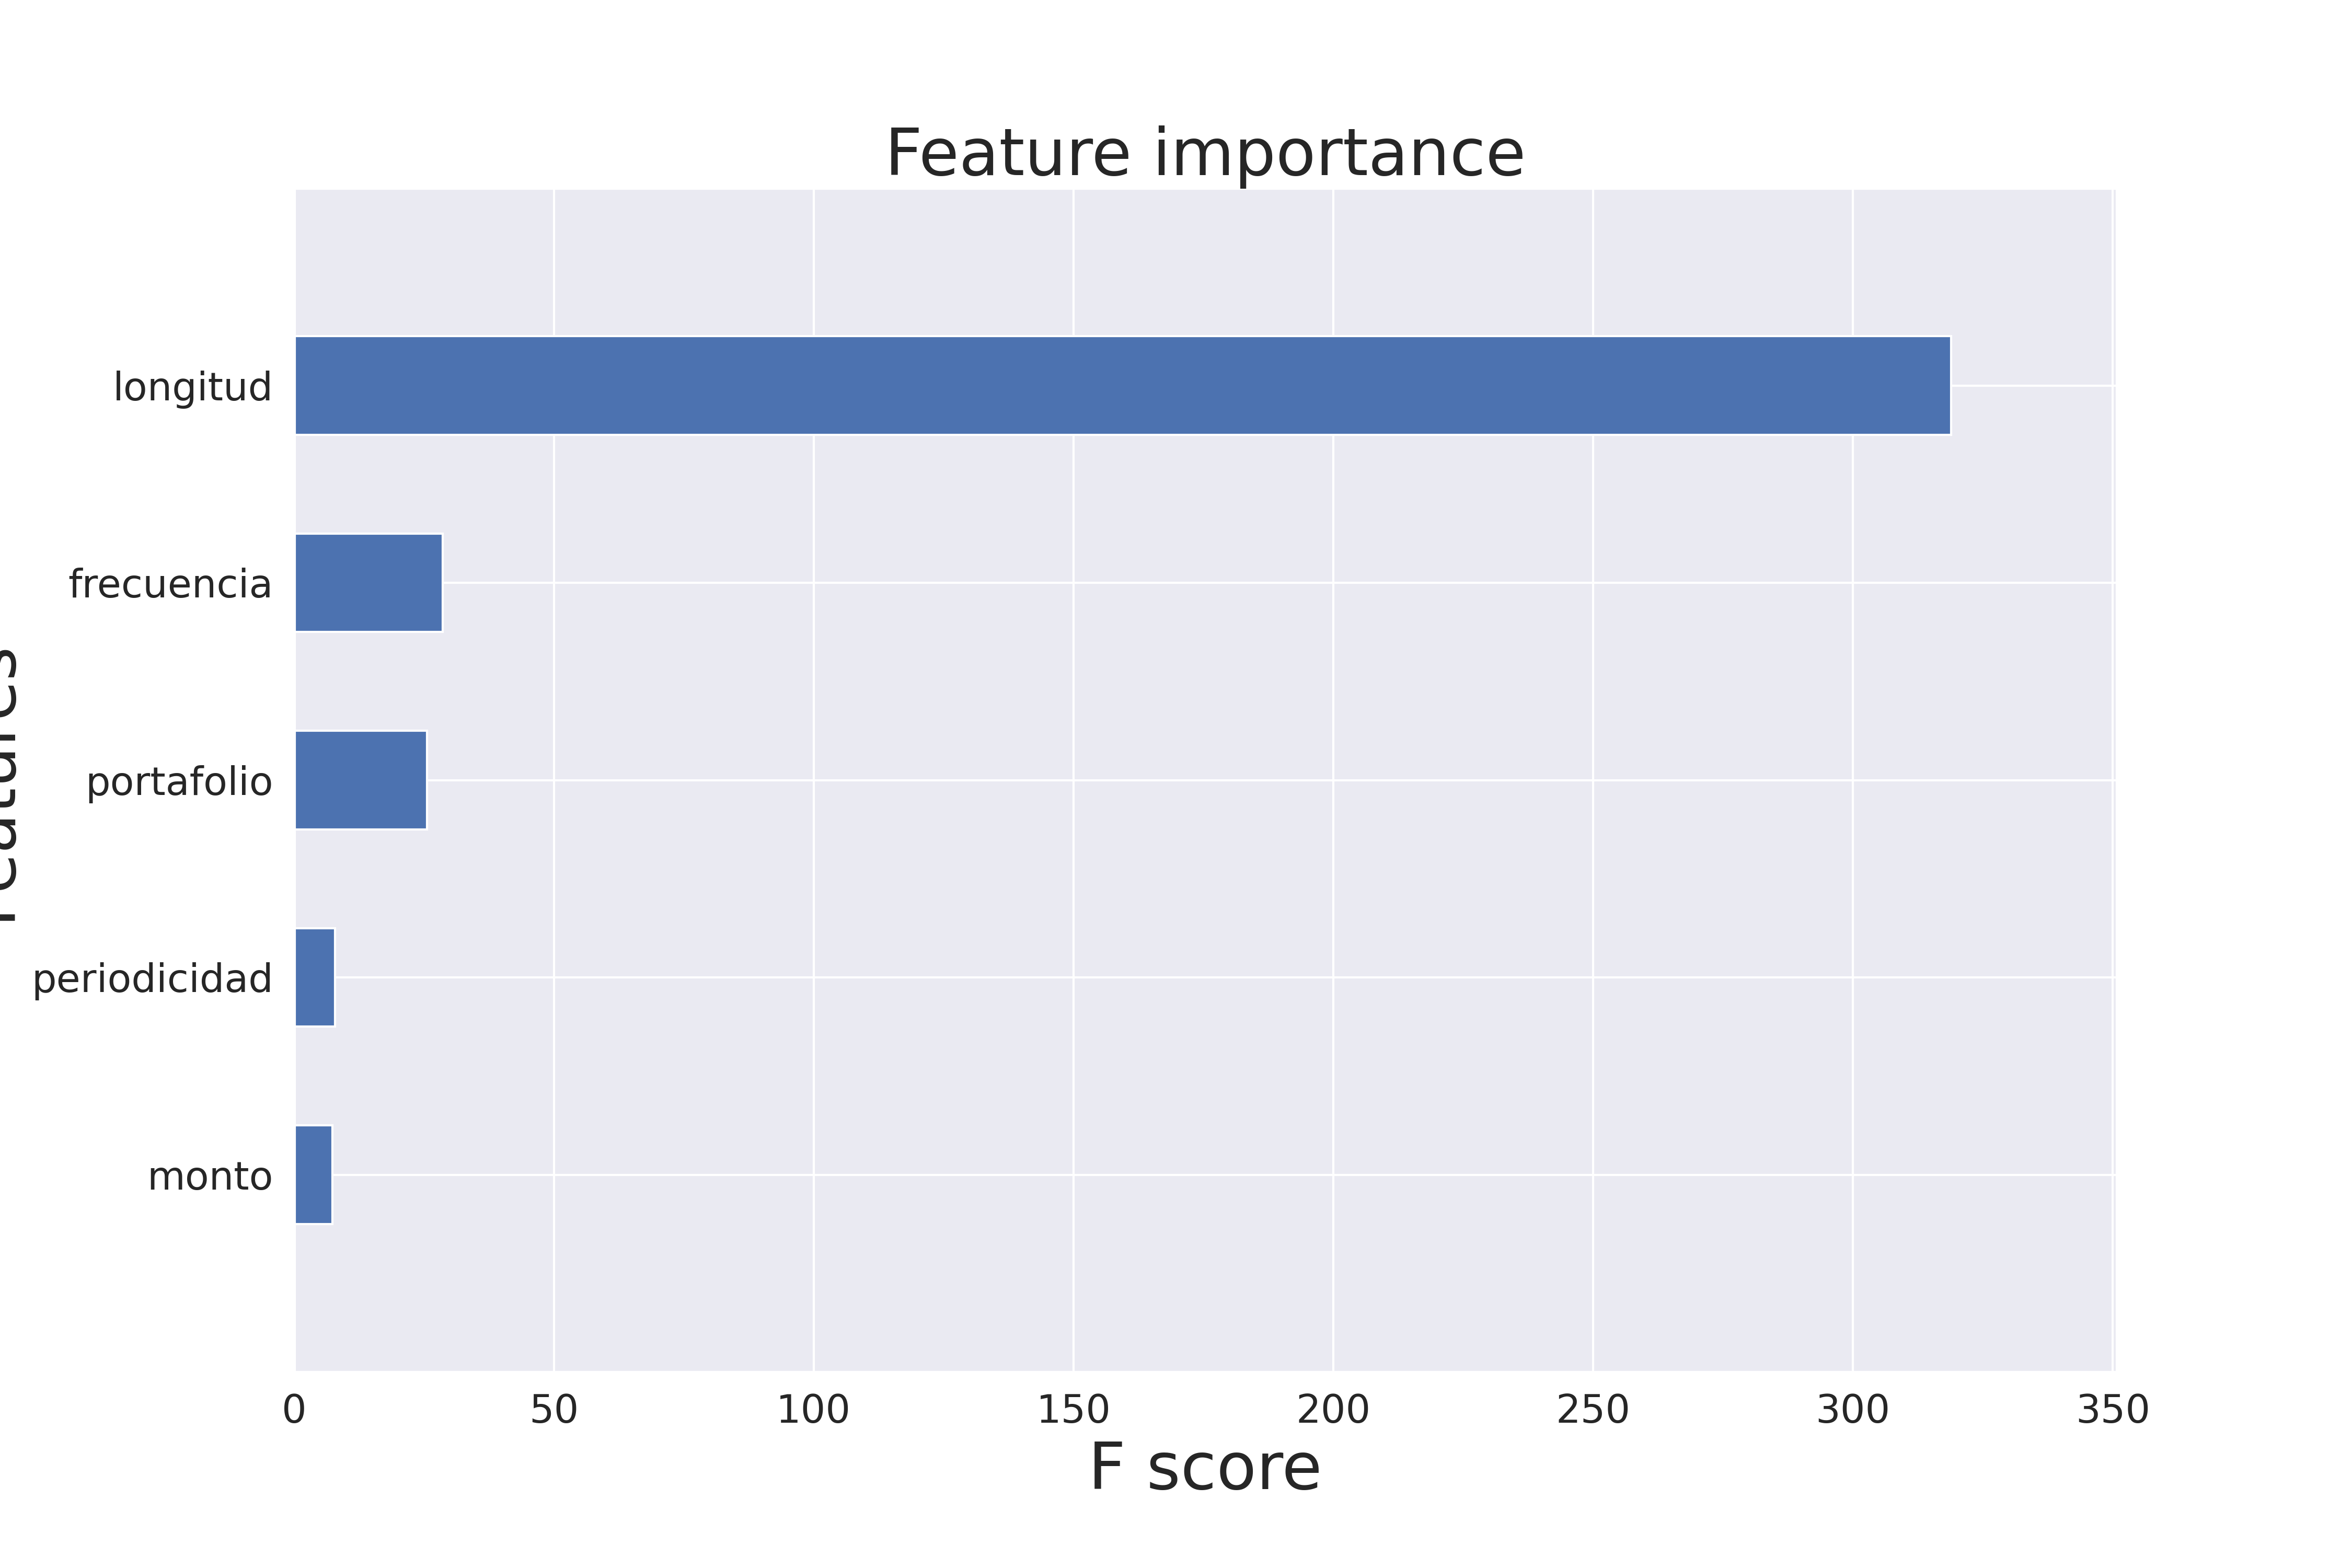 Feature importance
longitud
frecuencia
portafolio
periodicidad
monto
0 50 100 150 200 250 300 350
F score